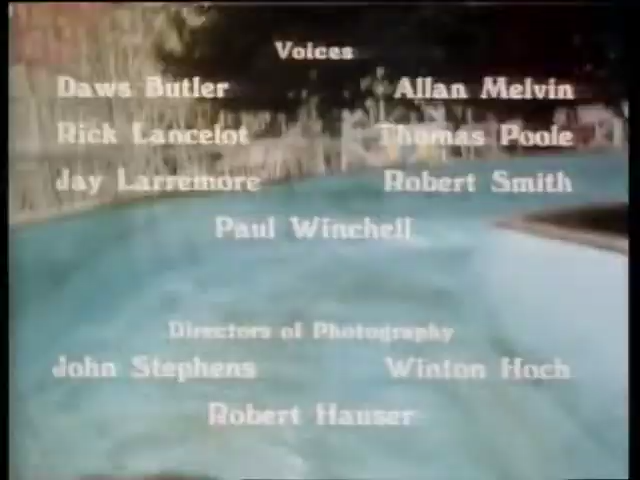 Voices
Daws Butler Allan Melvin
Rick Lancelot Thomas Poole
Jay Larremore Robert Smith
Paul Winchell
Directors of Photography
John Stephens Winton Hoch
Robert Hauser